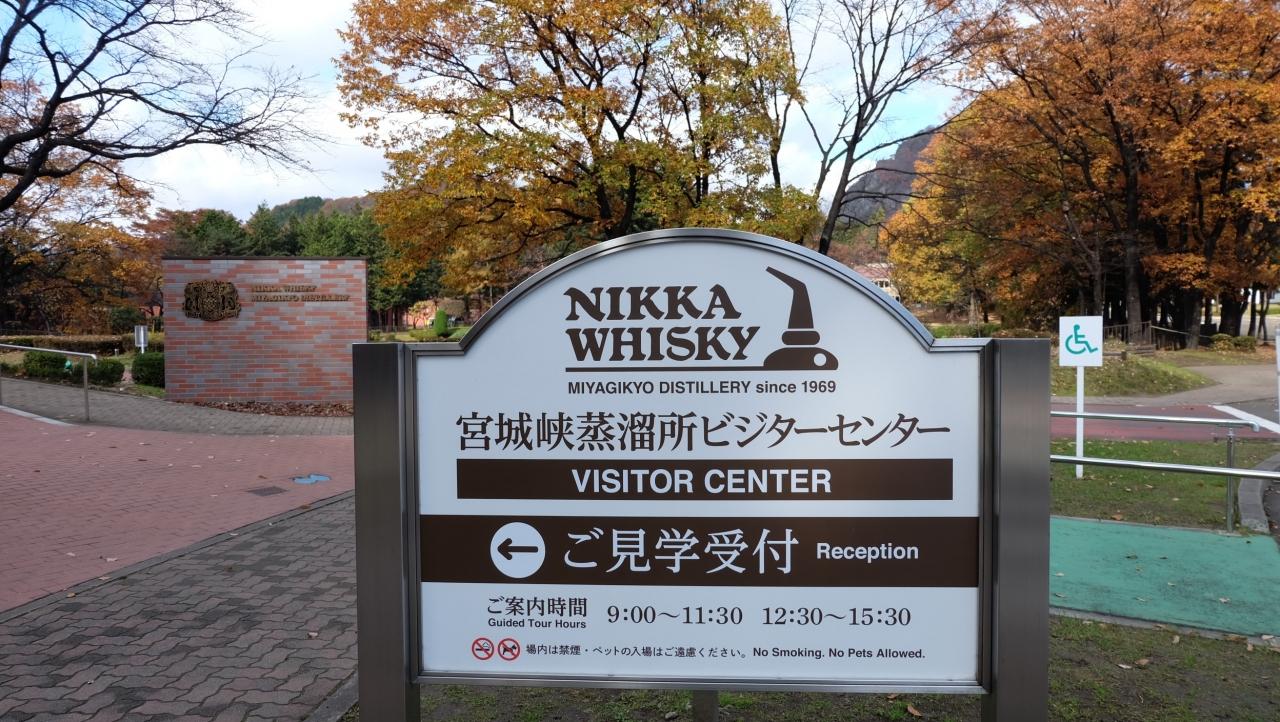 NIKKA WHISKY
MIYAGIKYO DISTILLERY
NIKKA
WHISKY
MIYAGIKYO DISTILLERY since 1969
宮城峡蒸溜所ビジターセンター
VISITOR CENTER
ご見学受付 Reception
ご案内時間 9:00〜11:30 12:30〜15:30
Guided Tour Hours
場内は禁煙・ペットの入場はご遠慮ください。 No Smoking. No Pets Allowed.